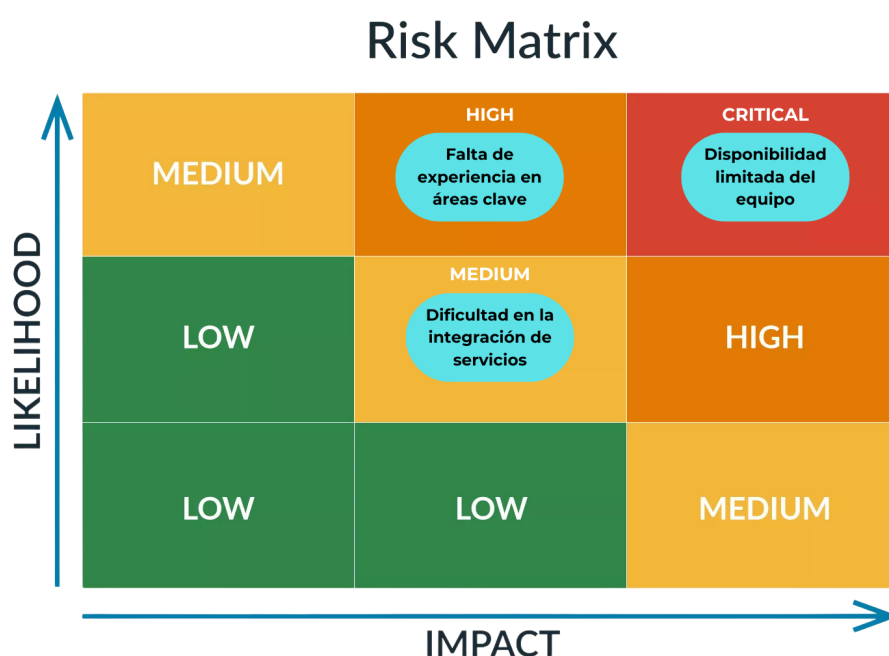 Risk Matrix
LIKELIHOOD
MEDIUM
HIGH
Falta de
experiencia en
áreas clave
CRITICAL
Disponibilidad
limitada del
equipo
LOW
MEDIUM
Dificultad en la
integración de
servicios
HIGH
LOW
LOW
MEDIUM
IMPACT